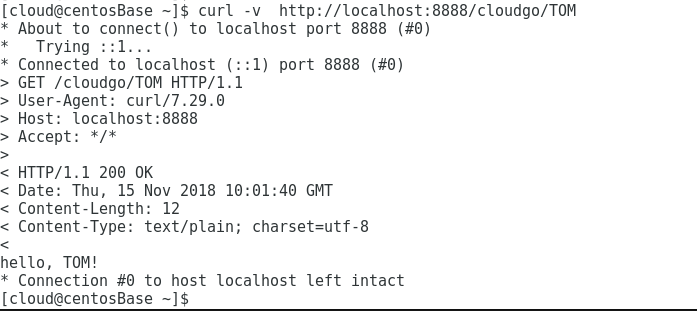 [cloud@centosBase ~]$ curl -v  http://localhost:8888/cloudgo/TOM
* About to connect() to localhost port 8888 (#0)
*   Trying ::1...
* Connected to localhost (::1) port 8888 (#0)
> GET /cloudgo/TOM HTTP/1.1
> User-Agent: curl/7.29.0
> Host: localhost:8888
> Accept: */*
>
< HTTP/1.1 200 OK
< Date: Thu, 15 Nov 2018 10:01:40 GMT
< Content-Length: 12
< Content-Type: text/plain; charset=utf-8
<
hello, TOM!
* Connection #0 to host localhost left intact
[cloud@centosBase ~]$